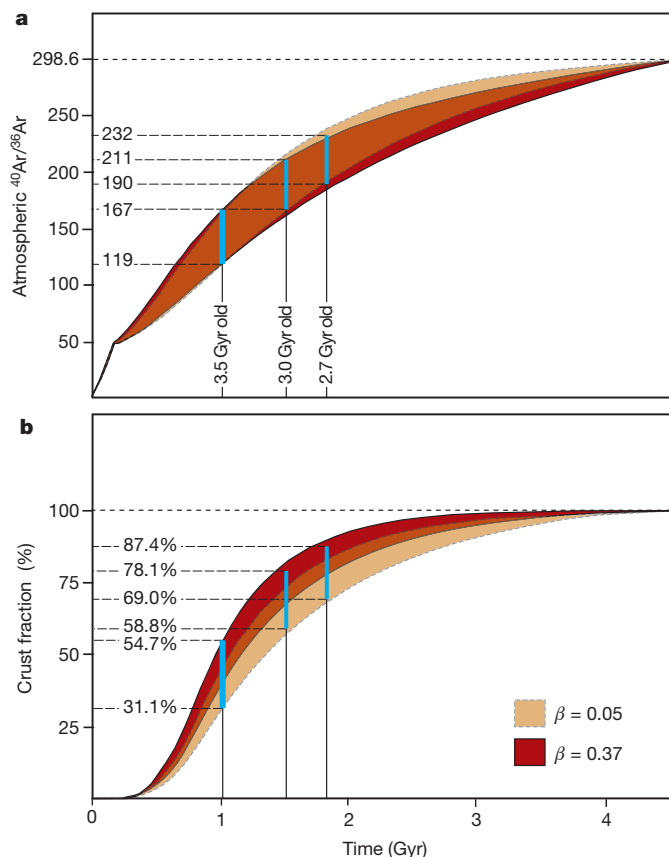 a
298.6
250
232
211
200
190
167
150
119
100
50
Atmospheric ⁴⁰Ar/³⁶Ar
3.5 Gyr old
3.0 Gyr old
2.7 Gyr old
b
100
87.4%
78.1%
75
69.0%
58.8%
54.7%
50
31.1%
25
Crust fraction (%)
β = 0.05
β = 0.37
0 1 2 3 4
Time (Gyr)